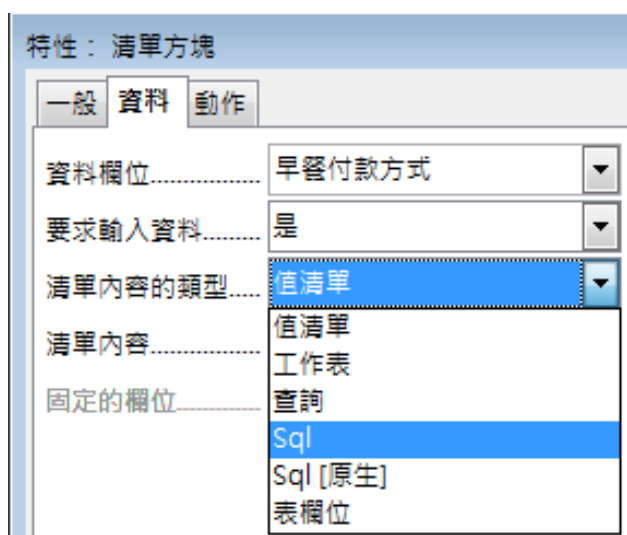 特性： 清單方塊
一般 資料 動作
資料欄位................. 早餐付款方式
要求輸入資料......... 是
清單內容的類型..... 值清單
清單內容................. 值清單
工作表
固定的欄位............. 查詢
Sql
Sql [原生]
表欄位